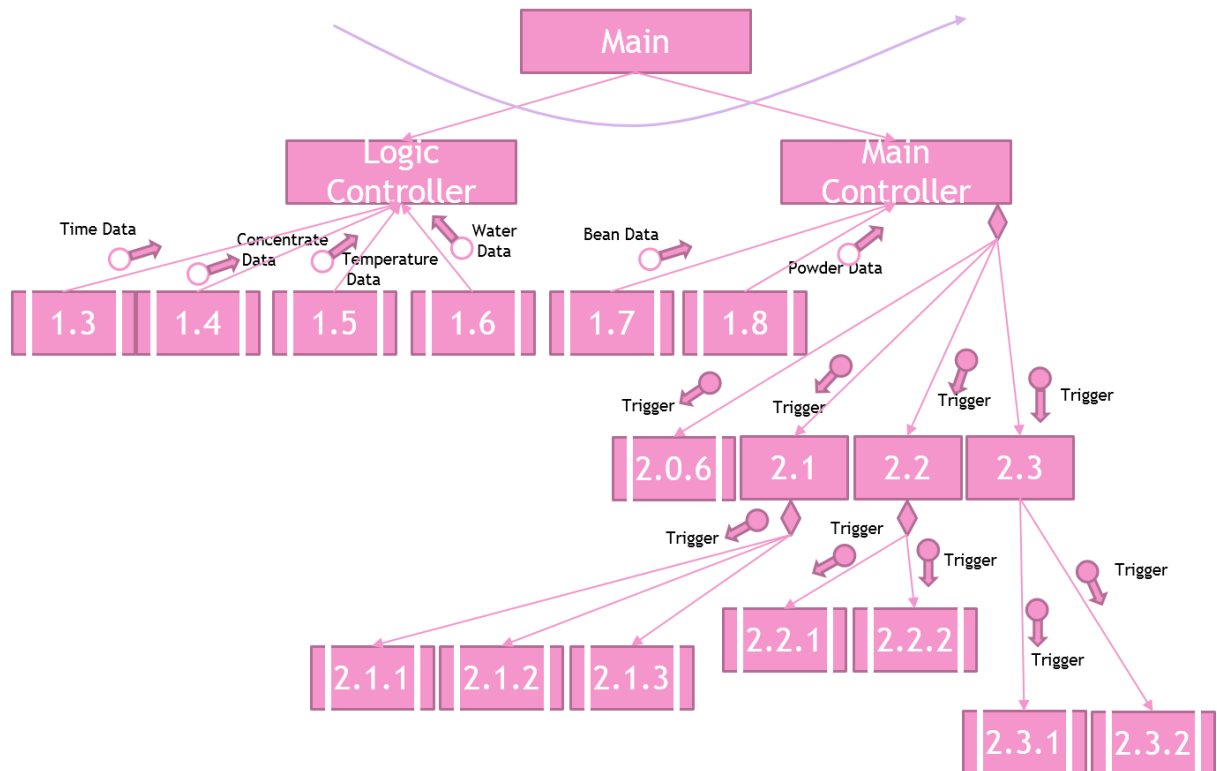 Main
Logic
Controller
Main
Controller
Time Data
Concentrate
Data
Temperature
Data
Water
Data
Bean Data
Powder Data
1.3
1.4
1.5
1.6
1.7
1.8
Trigger
Trigger
Trigger
Trigger
2.0.6
2.1
2.2
2.3
Trigger
Trigger
Trigger
Trigger
Trigger
2.1.1
2.1.2
2.1.3
2.2.1
2.2.2
2.3.1
2.3.2